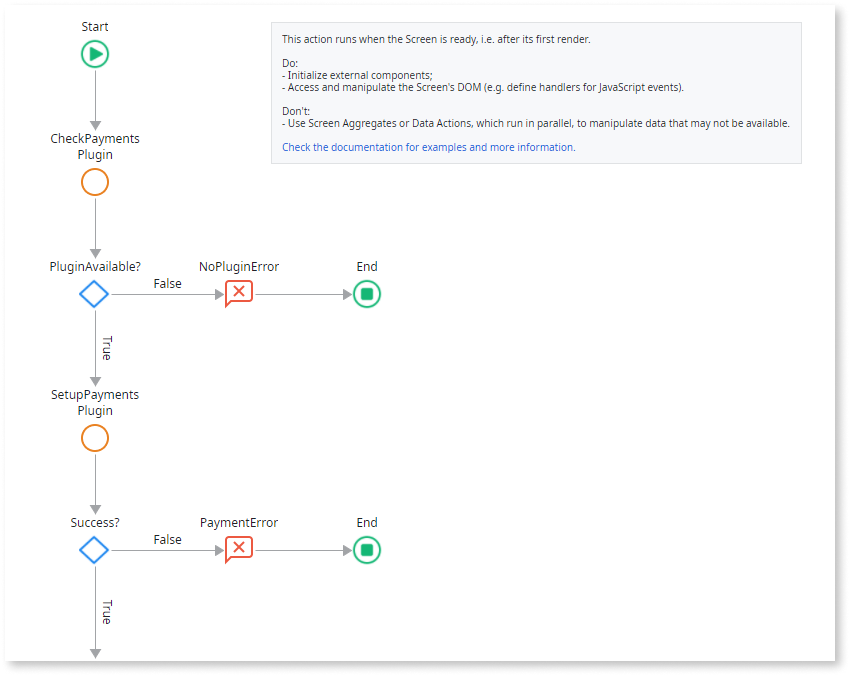 Start
This action runs when the Screen is ready, i.e. after its first render.
Do:
- Initialize external components;
- Access and manipulate the Screen's DOM (e.g. define handlers for JavaScript events).
Don't:
- Use Screen Aggregates or Data Actions, which run in parallel, to manipulate data that may not be available.
Check the documentation for examples and more information.
CheckPayments
Plugin
PluginAvailable?
False
NoPluginError
End
True
SetupPayments
Plugin
Success?
False
PaymentError
End
True